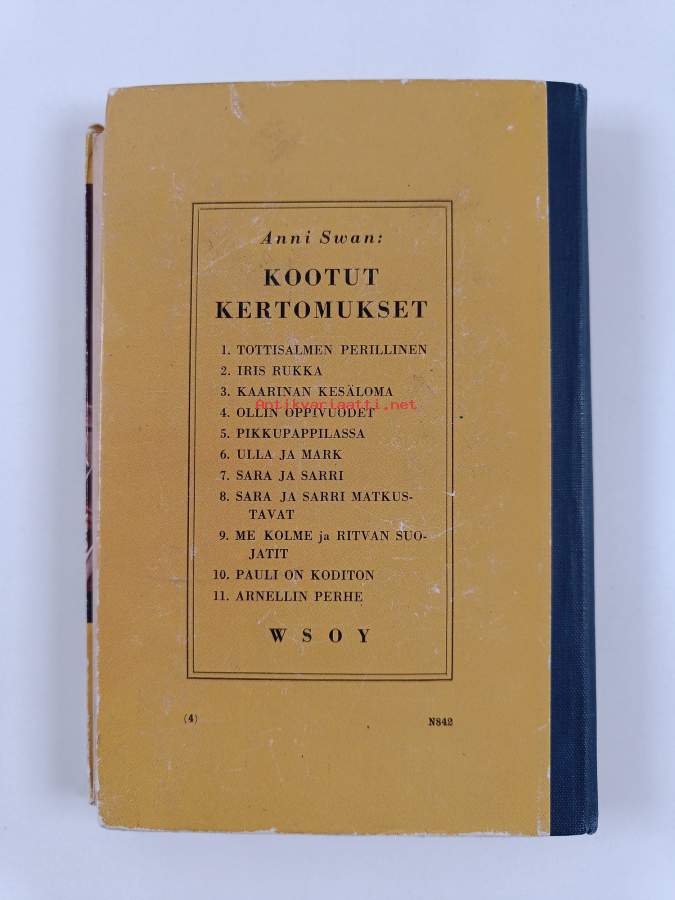 Anni Swan:
KOOTUT
KERTOMUKSET
1. TOTTISALMEN PERILLINEN
2. IRIS RUKKA
3. KAARINAN KESÄLOMA
Antikvariaatti.net
4. OLLIN OPPIVUODET
5. PIKKUPAPPILASSA
6. ULLA JA MARK
7. SARA JA SARRI
8. SARA JA SARRI MATKUS-
TAVAT
9. ME KOLME ja RITVAN SUO-
JATIT
10. PAULI ON KODITON
11. ARNELLIN PERHE
WSOY
(4) N842